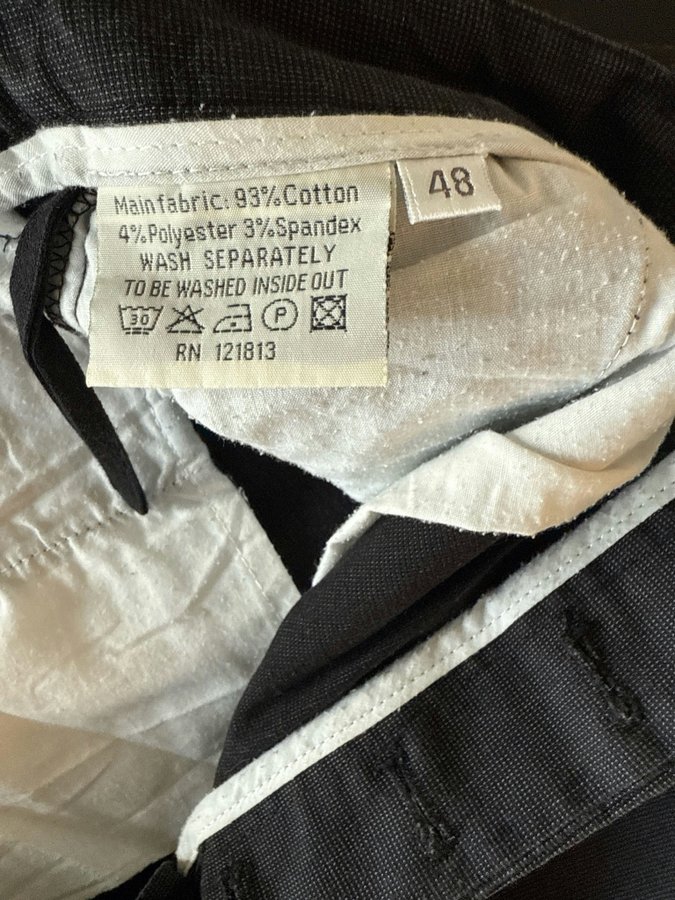 Mainfabric: 93%Cotton
4%Polyester 3%Spandex
WASH SEPARATELY
TO BE WASHED INSIDE OUT
30 P
RN 121813
48